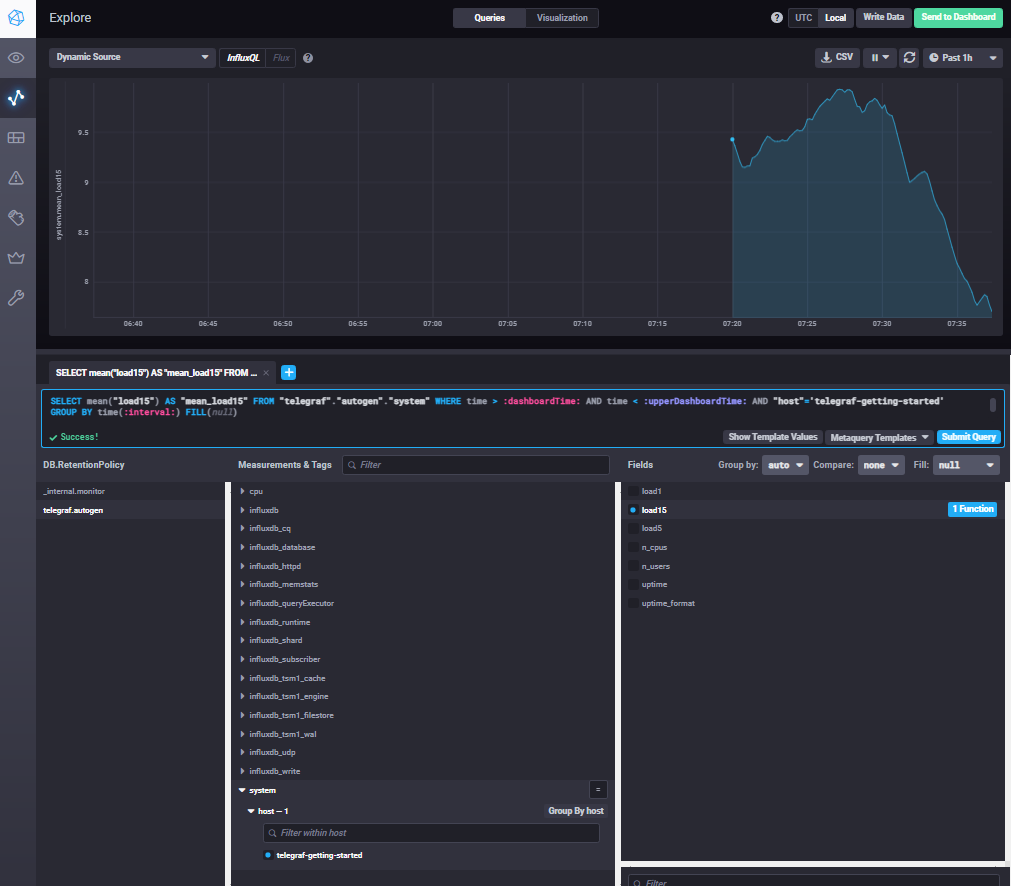 Explore
Queries
Visualization
?
UTC
Local
Write Data
Send to Dashboard
Dynamic Source
InfluxQL
Flux
?
CSV
Past 1h
system.mean_load15
9.5
9
8.5
8
06:40
06:45
06:50
06:55
07:00
07:05
07:10
07:15
07:20
07:25
07:30
07:35
SELECT mean("load15") AS "mean_load15" FROM ...
×
+
SELECT mean("load15") AS "mean_load15" FROM "telegraf"."autogen"."system" WHERE time > :dashboardTime: AND time < :upperDashboardTime: AND "host"='telegraf-getting-started'
GROUP BY time(:interval:) FILL(null)
Success!
Show Template Values
Metaquery Templates
Submit Query
DB.RetentionPolicy
Measurements & Tags
Filter
Fields
Group by:
auto
Compare:
none
Fill:
null
_internal.monitor
telegraf.autogen
cpu
influxdb
influxdb_cq
influxdb_database
influxdb_httpd
influxdb_memstats
influxdb_queryExecutor
influxdb_runtime
influxdb_shard
influxdb_subscriber
influxdb_tsm1_cache
influxdb_tsm1_engine
influxdb_tsm1_filestore
influxdb_tsm1_wal
influxdb_udp
influxdb_write
system
=
host — 1
Group By host
Filter within host
telegraf-getting-started
load1
load15
1 Function
load5
n_cpus
n_users
uptime
uptime_format
Filter